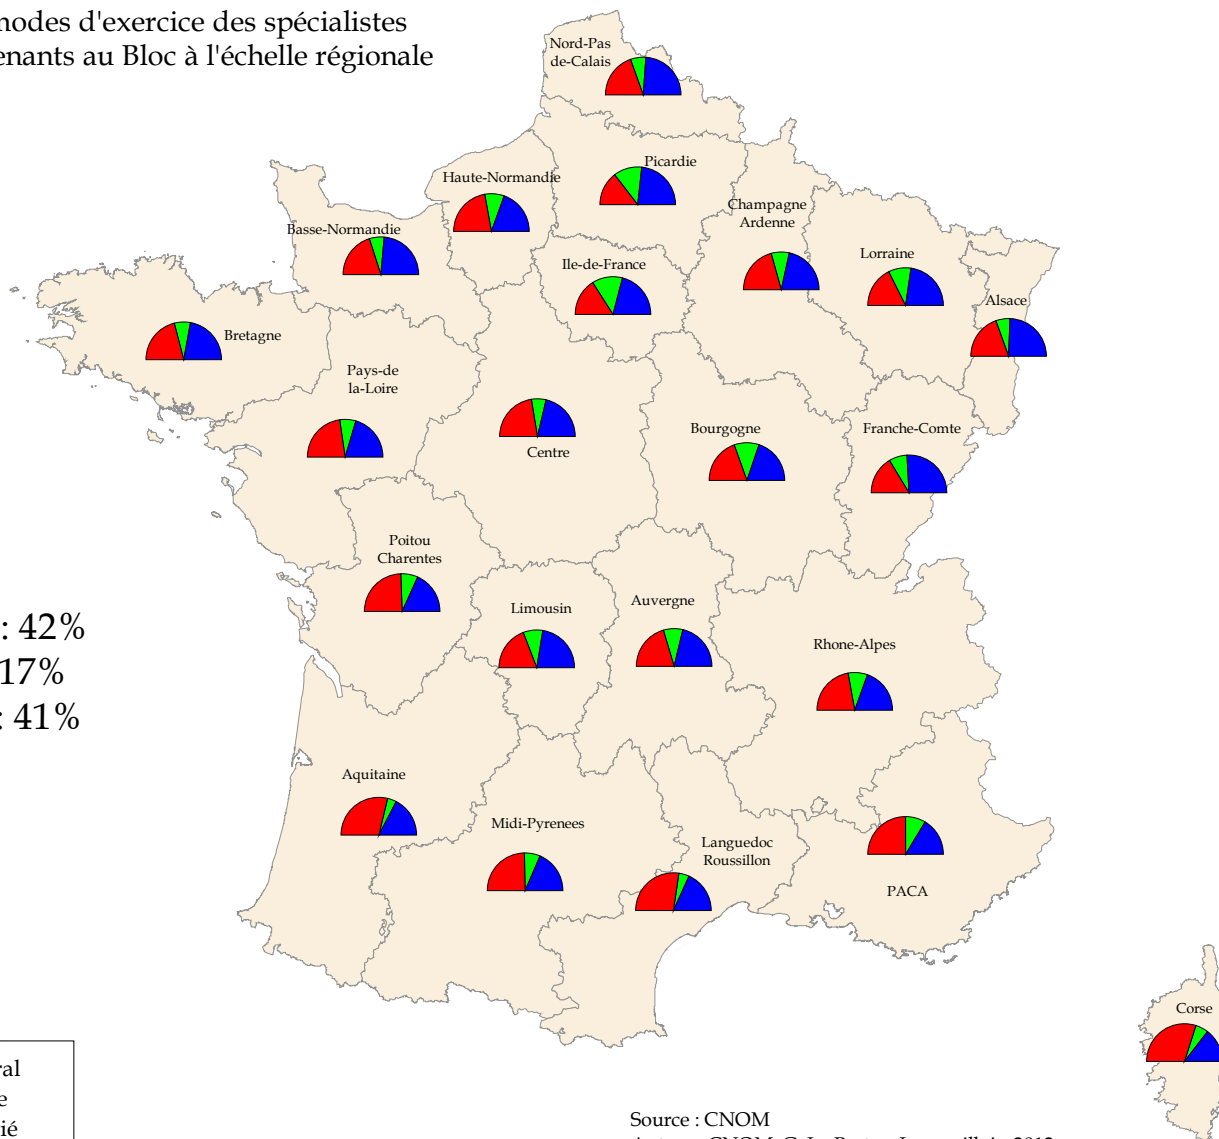 modes d'exercice des spécialistes
enants au Bloc à l'échelle régionale
Nord-Pas
de-Calais
Picardie
Haute-Normandie
Champagne
Ardenne
Basse-Normandie
Lorraine
Ile-de-France
Alsace
Bretagne
Pays-de
la-Loire
Centre
Bourgogne
Franche-Comte
Poitou
Charentes
Limousin
Auvergne
: 42%
17%
: 41%
Rhone-Alpes
Aquitaine
Midi-Pyrenees
Languedoc
Roussillon
PACA
Corse
ral
e
ié
Source : CNOM